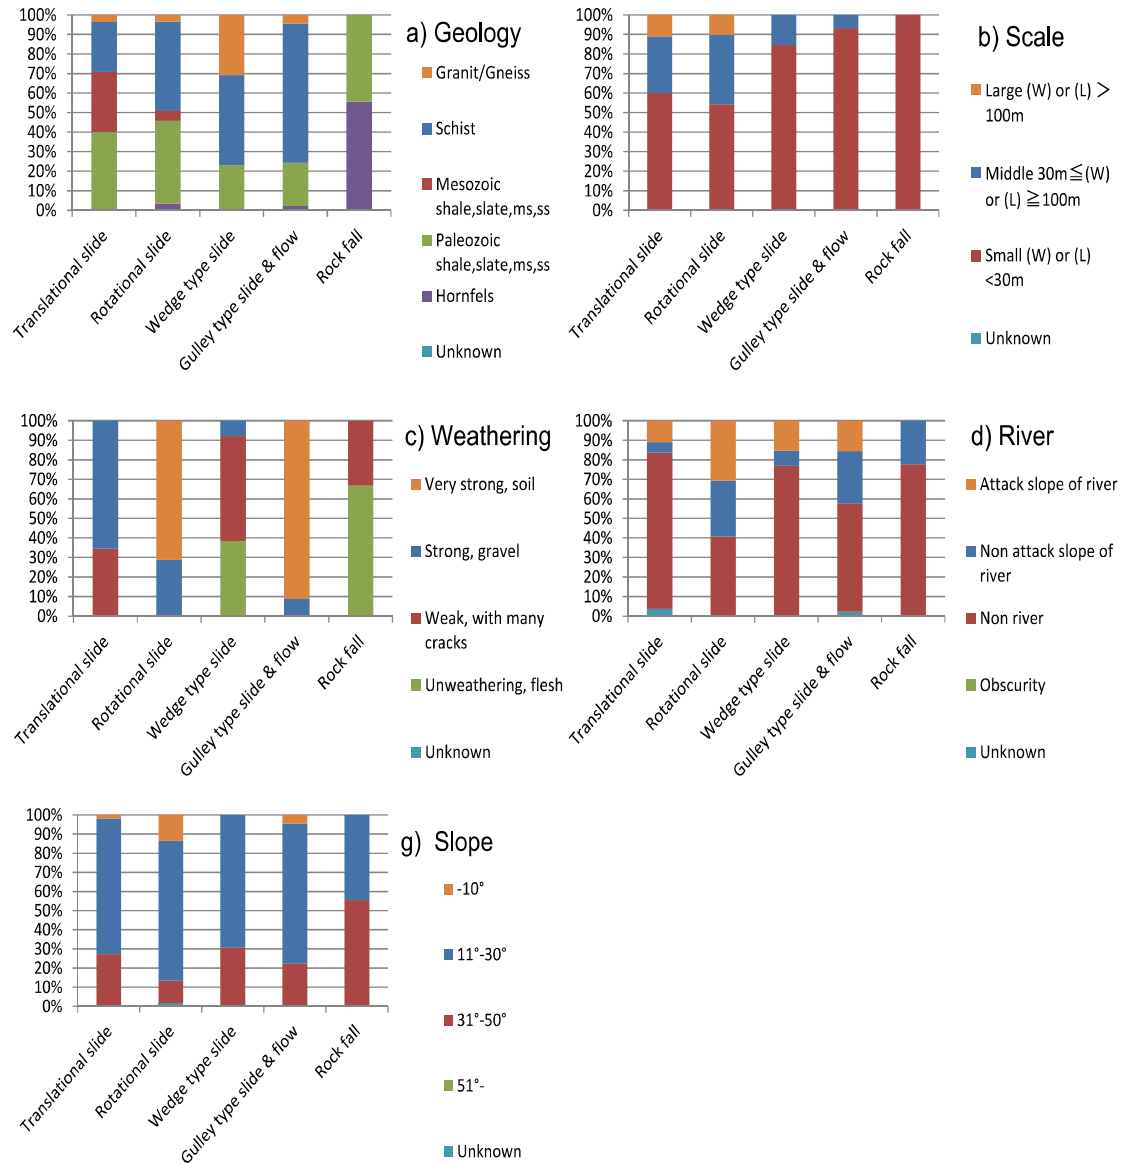 a) Geology
100%
90%
80%
70%
60%
50%
40%
30%
20%
10%
0%
Translational slide
Rotational slide
Wedge type slide
Gulley type slide & flow
Rock fall
Granit/Gneiss
Schist
Mesozoic
shale,slate,ms,ss
Paleozoic
shale,slate,ms,ss
Hornfels
Unknown
b) Scale
100%
90%
80%
70%
60%
50%
40%
30%
20%
10%
0%
Translational slide
Rotational slide
Wedge type slide
Gulley type slide & flow
Rock fall
Large (W) or (L) ＞
100m
Middle 30m≦(W)
or (L) ≧100m
Small (W) or (L)
<30m
Unknown
c) Weathering
100%
90%
80%
70%
60%
50%
40%
30%
20%
10%
0%
Translational slide
Rotational slide
Wedge type slide
Gulley type slide & flow
Rock fall
Very strong, soil
Strong, gravel
Weak, with many
cracks
Unweathering, flesh
Unknown
d) River
100%
90%
80%
70%
60%
50%
40%
30%
20%
10%
0%
Translational slide
Rotational slide
Wedge type slide
Gulley type slide & flow
Rock fall
Attack slope of river
Non attack slope of
river
Non river
Obscurity
Unknown
g) Slope
100%
90%
80%
70%
60%
50%
40%
30%
20%
10%
0%
Translational slide
Rotational slide
Wedge type slide
Gulley type slide & flow
Rock fall
-10°
11°-30°
31°-50°
51°-
Unknown